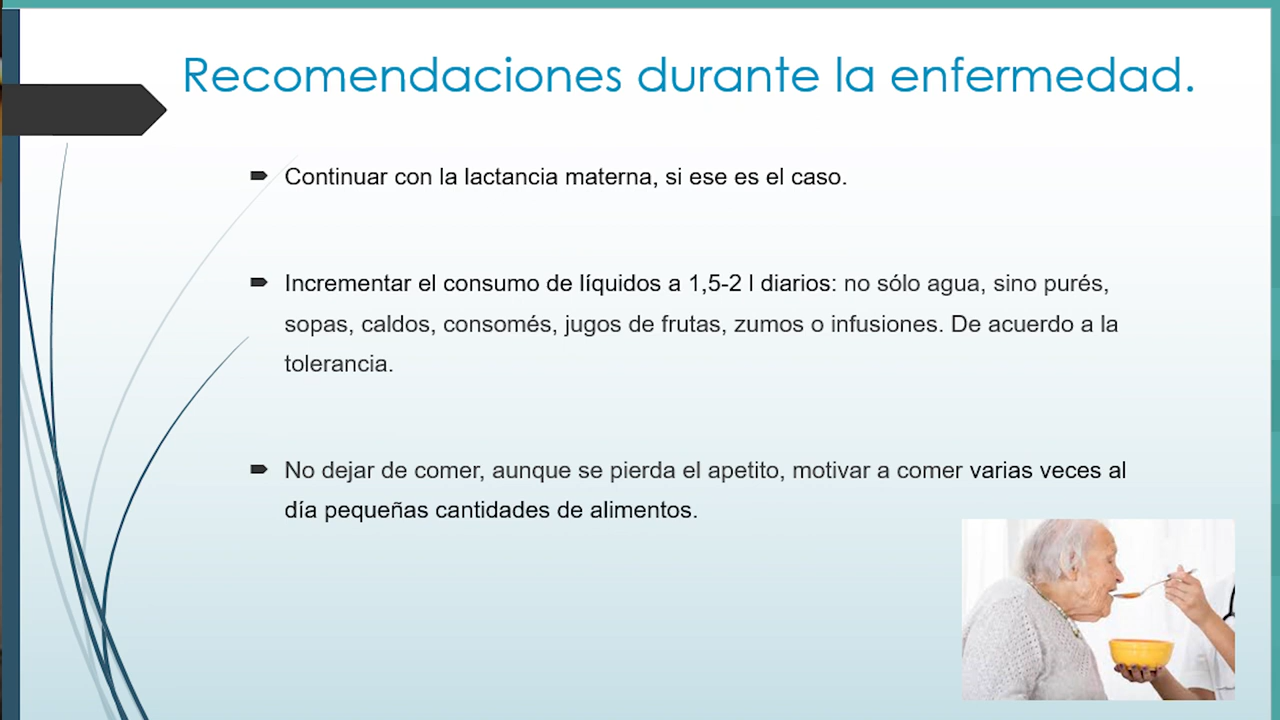 Recomendaciones durante la enfermedad.
Continuar con la lactancia materna, si ese es el caso.
Incrementar el consumo de líquidos a 1,5-2 l diarios: no sólo agua, sino purés,
sopas, caldos, consomés, jugos de frutas, zumos o infusiones. De acuerdo a la
tolerancia.
No dejar de comer, aunque se pierda el apetito, motivar a comer varias veces al
día pequeñas cantidades de alimentos.